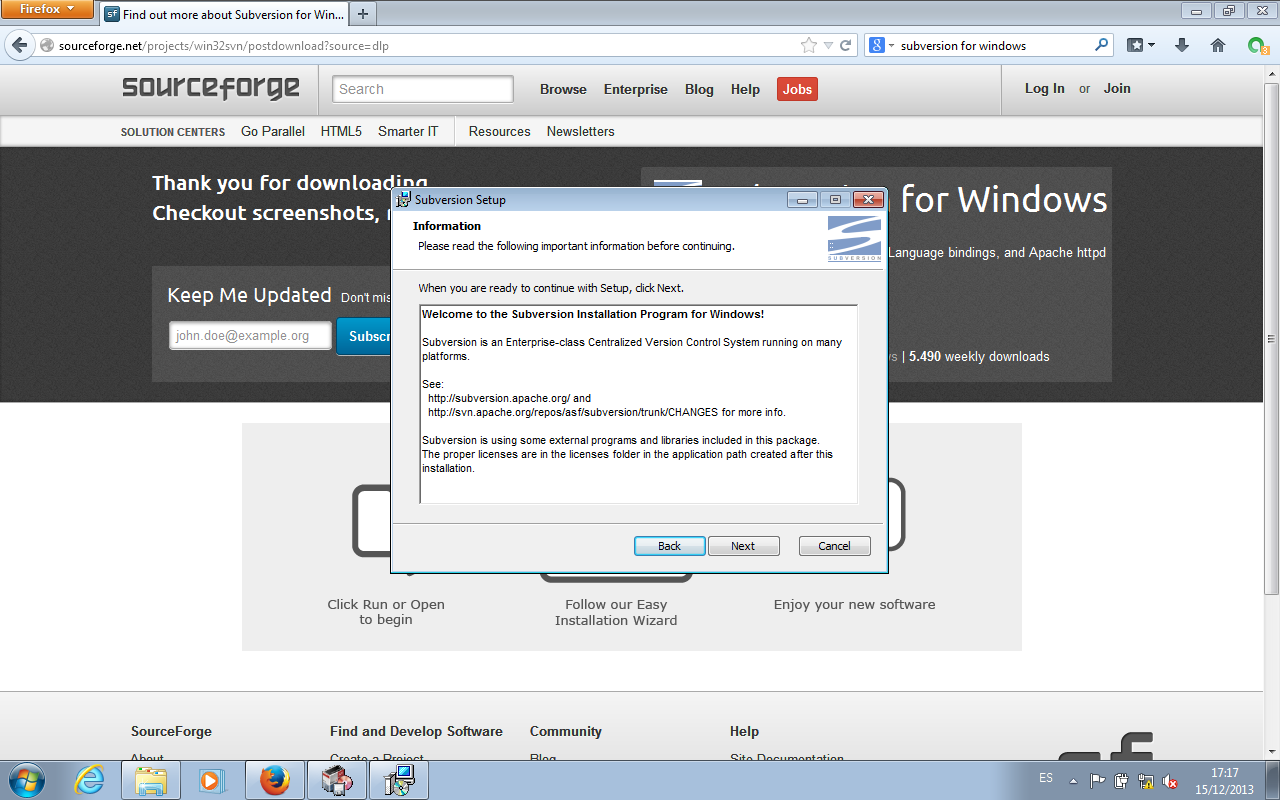 Firefox
Find out more about Subversion for Win...
sourceforge.net/projects/win32svn/postdownload?source=dlp
subversion for windows
3
sourceforge
Search
Browse Enterprise Blog Help Jobs
Log In or Join
SOLUTION CENTERS Go Parallel HTML5 Smarter IT Resources Newsletters
Thank you for downloading
Checkout screenshots,
for Windows
Language bindings, and Apache httpd
Keep Me Updated Don't mis
john.doe@example.org
Subscr
| 5.490 weekly downloads
Subversion Setup
Information
Please read the following important information before continuing.
SUBVERSION
When you are ready to continue with Setup, click Next.
Welcome to the Subversion Installation Program for Windows!
Subversion is an Enterprise-class Centralized Version Control System running on many
platforms.
See:
http://subversion.apache.org/ and
http://svn.apache.org/repos/asf/subversion/trunk/CHANGES for more info.
Subversion is using some external programs and libraries included in this package.
The proper licenses are in the licenses folder in the application path created after this
installation.
Back Next Cancel
Click Run or Open
to begin
Follow our Easy
Installation Wizard
Enjoy your new software
SourceForge Find and Develop Software Community Help
About Create a Project Blog Site Documentation
sf
ES
17:17
15/12/2013